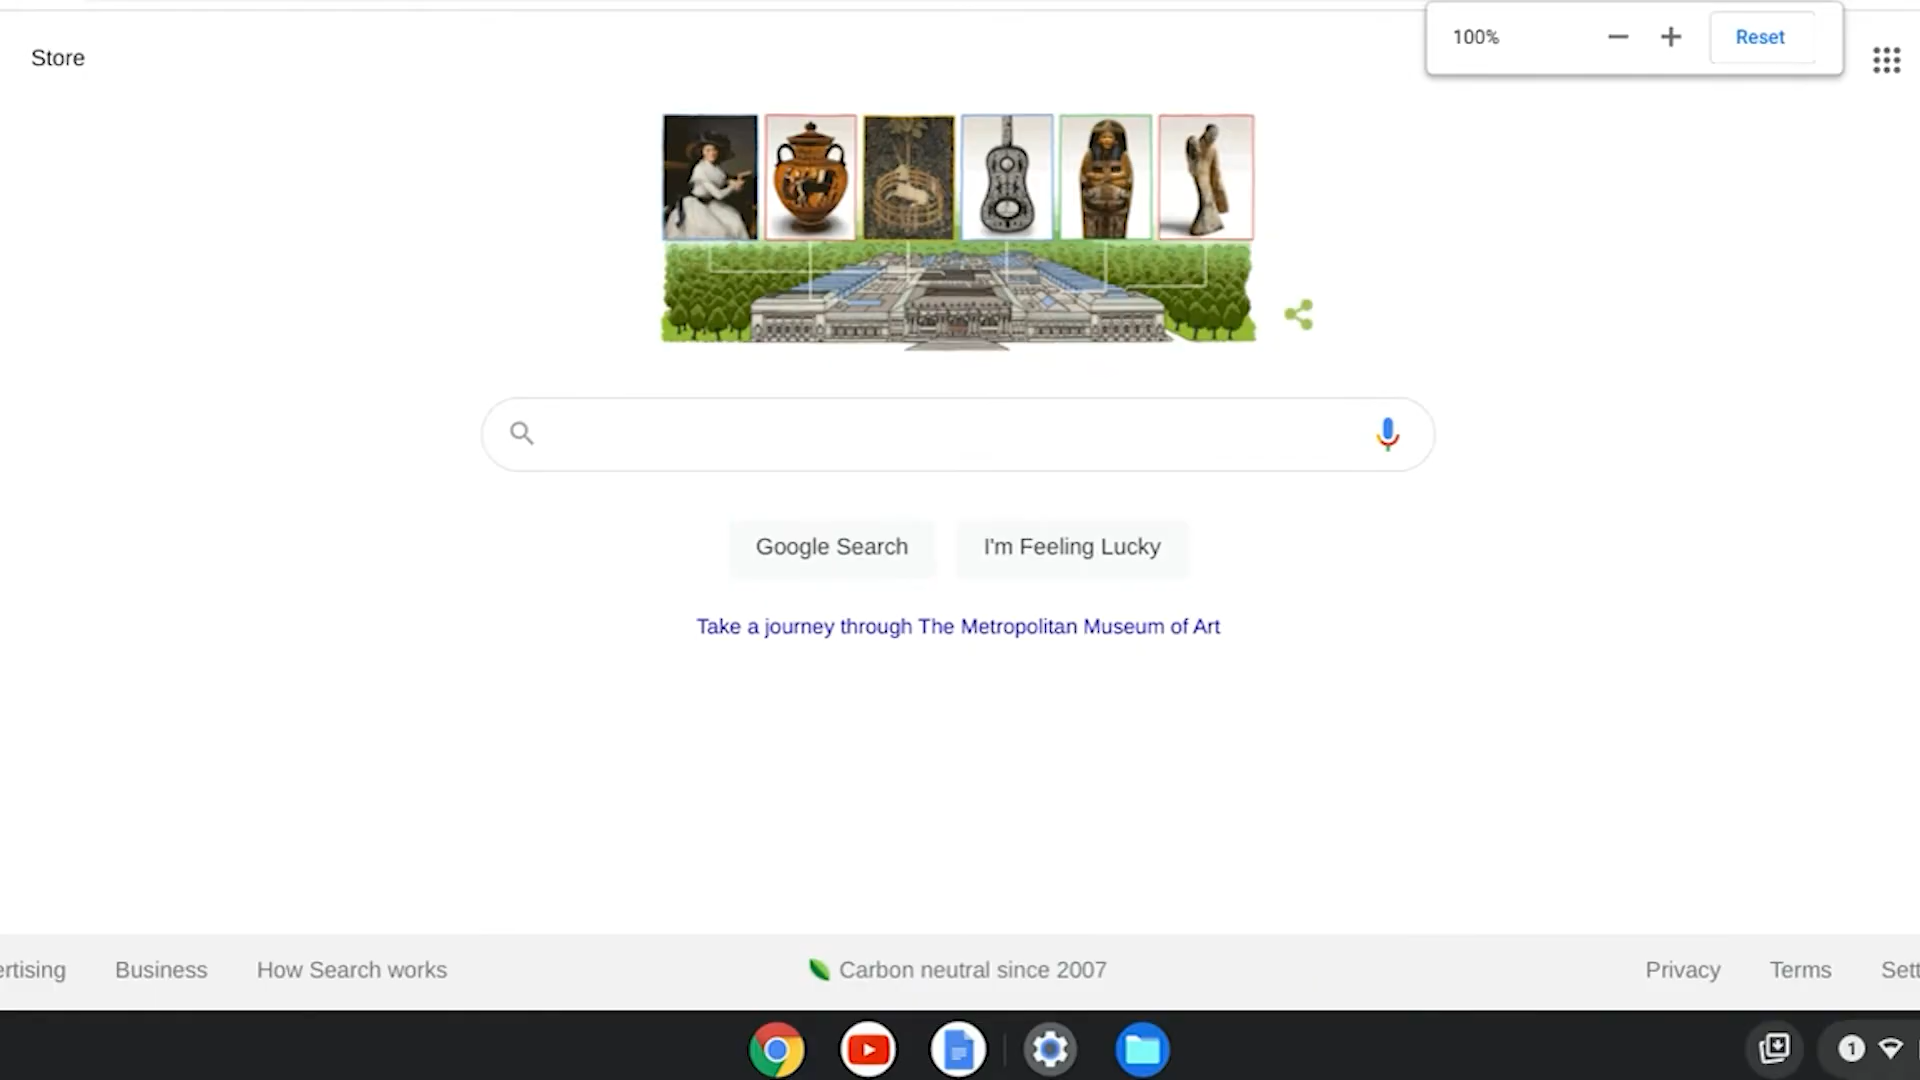 100%
Reset
Store
Google Search
I'm Feeling Lucky
Take a journey through The Metropolitan Museum of Art
ertising
Business
How Search works
Carbon neutral since 2007
Privacy
Terms
Sett
1